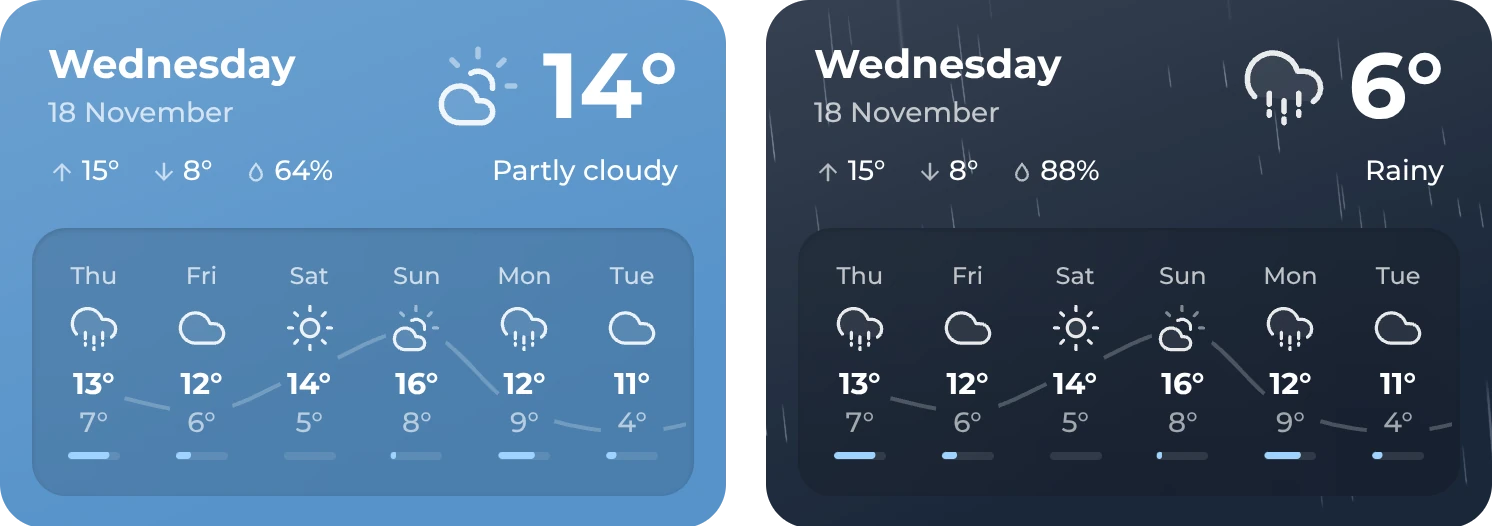 Wednesday
18 November
14°
15° 8° 64%
Partly cloudy
Thu Fri Sat Sun Mon Tue
13° 12° 14° 16° 12° 11°
7° 6° 5° 8° 9° 4°
Wednesday
18 November
6°
15° 8° 88%
Rainy
Thu Fri Sat Sun Mon Tue
13° 12° 14° 16° 12° 11°
7° 6° 5° 8° 9° 4°